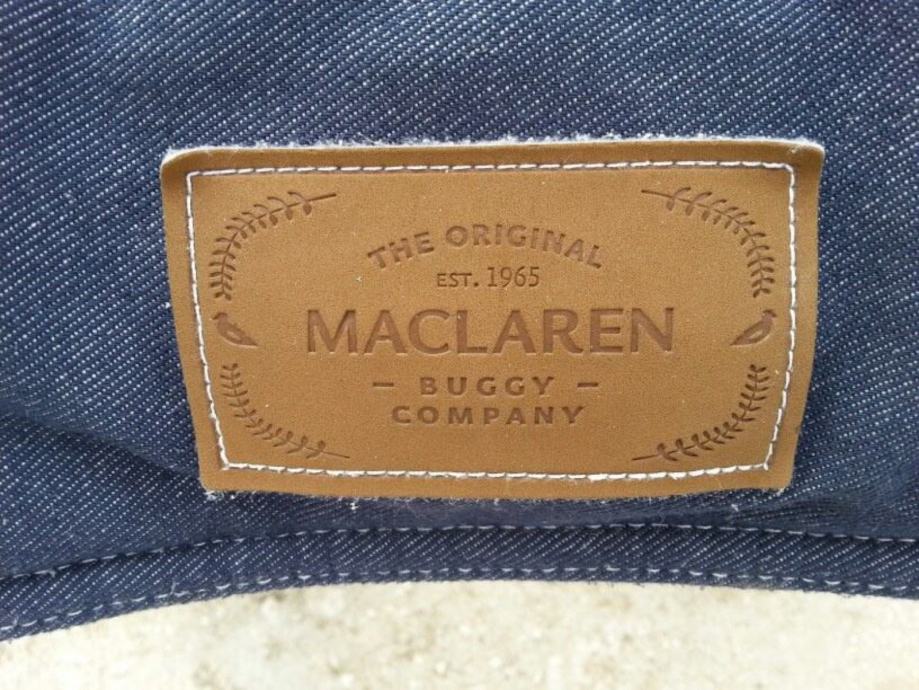 THE ORIGINAL
EST. 1965
MACLAREN
– BUGGY –
COMPANY